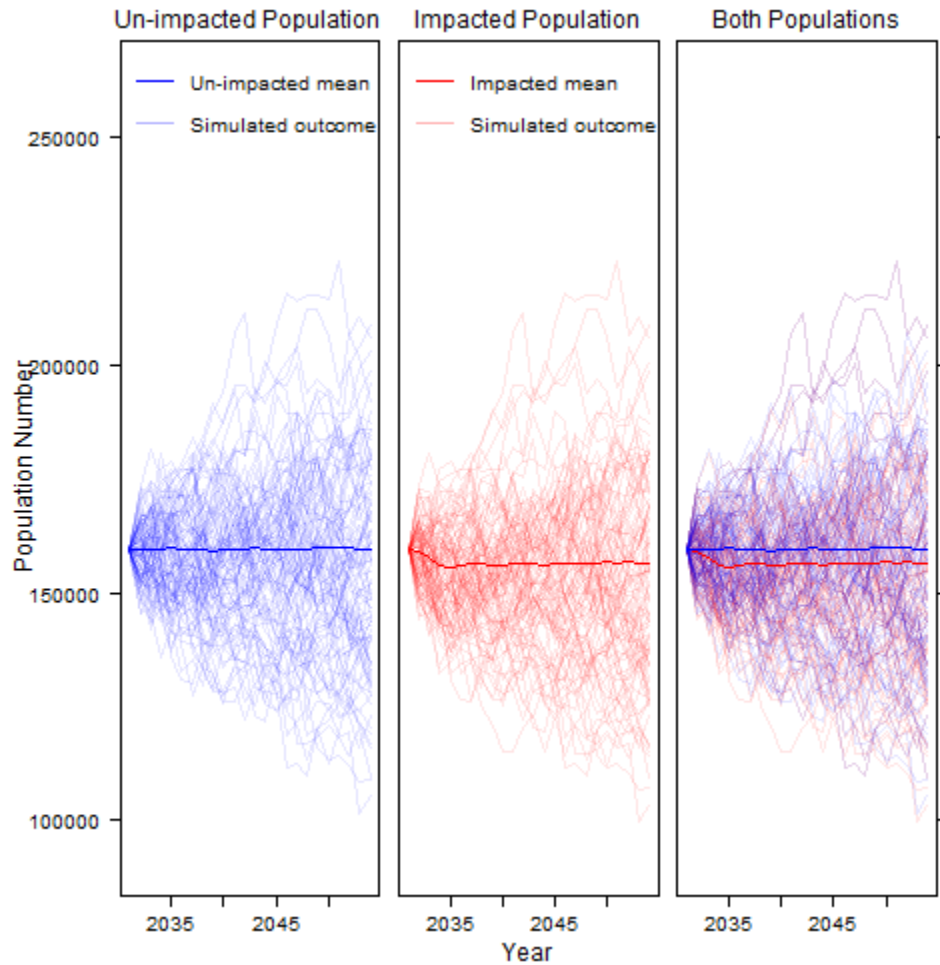 Un-impacted Population
Impacted Population
Both Populations
Un-impacted mean
Simulated outcome
Impacted mean
Simulated outcome
Population Number
250000
200000
150000
100000
2035
2045
2035
2045
2035
2045
Year